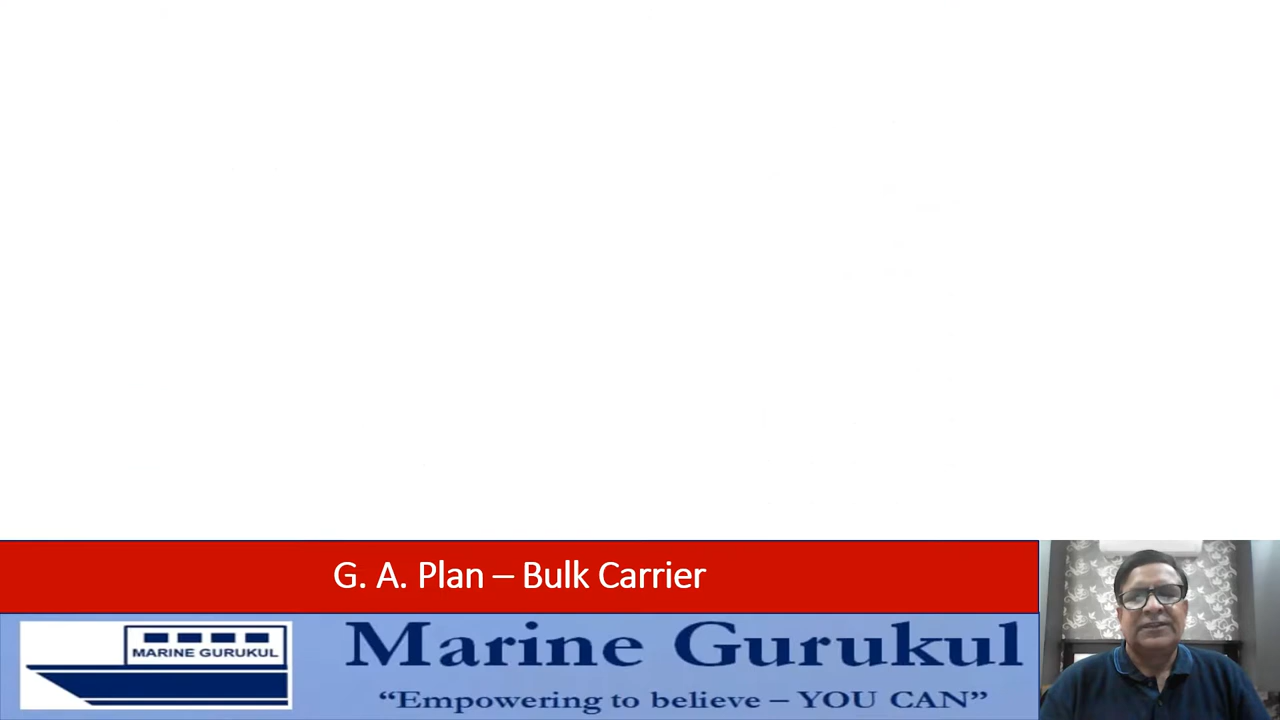 G. A. Plan – Bulk Carrier
MARINE GURUKUL
Marine Gurukul
“Empowering to believe – YOU CAN”